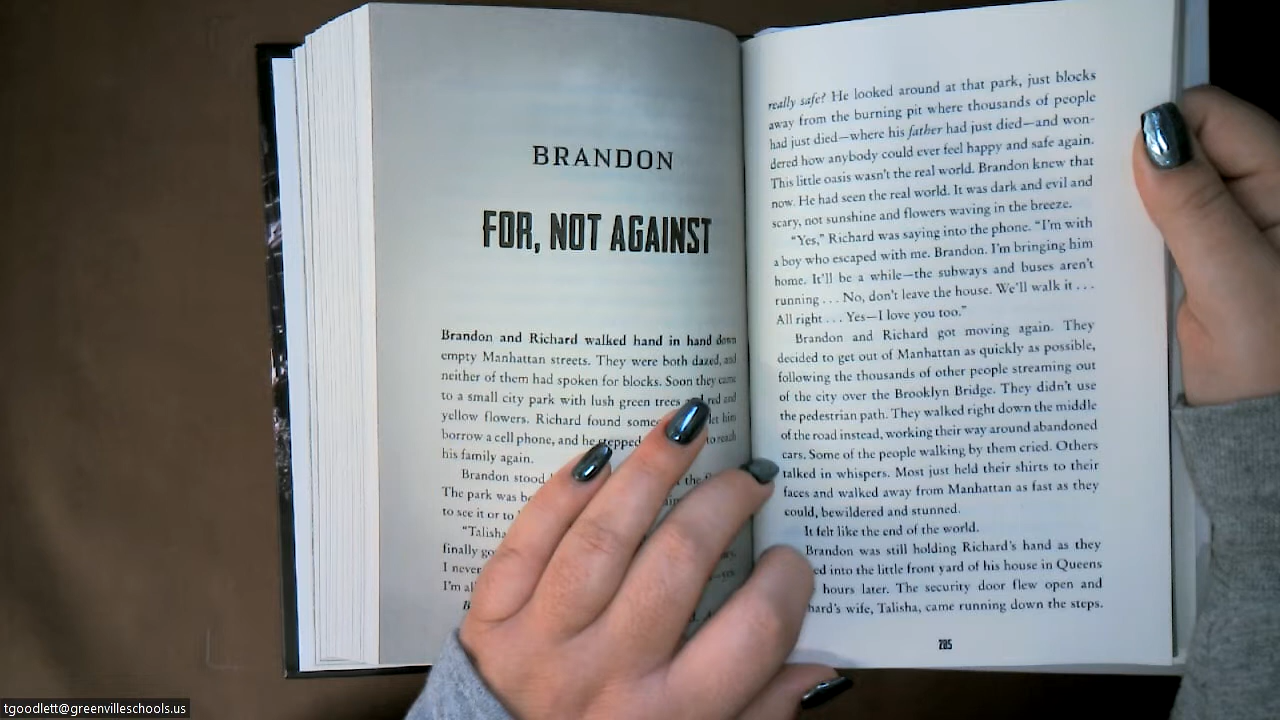 BRANDON
FOR, NOT AGAINST
Brandon and Richard walked hand in hand down
empty Manhattan streets. They were both dazed, and
neither of them had spoken for blocks. Soon they came
to a small city park with lush green trees and red and
yellow flowers. Richard found let him
borrow a cell phone, and he stepped to reach
his family again.
Brandon stood the
The park was
to see it or to
"Talisha
finally
I never
I'm
really safe? He looked around at that park, just blocks
away from the burning pit where thousands of people
had just died—where his father had just died—and won-
dered how anybody could ever feel happy and safe again.
This little oasis wasn't the real world. Brandon knew that
now. He had seen the real world. It was dark and evil and
scary, not sunshine and flowers waving in the breeze.
"Yes," Richard was saying into the phone. "I'm with
a boy who escaped with me. Brandon. I'm bringing him
home. It'll be a while—the subways and buses aren't
running . . . No, don't leave the house. We'll walk it . . .
All right . . . Yes—I love you too."
Brandon and Richard got moving again. They
decided to get out of Manhattan as quickly as possible,
following the thousands of other people streaming out
of the city over the Brooklyn Bridge. They didn't use
the pedestrian path. They walked right down the middle
of the road instead, working their way around abandoned
cars. Some of the people walking by them cried. Others
talked in whispers. Most just held their shirts to their
faces and walked away from Manhattan as fast as they
could, bewildered and stunned.
It felt like the end of the world.
Brandon was still holding Richard's hand as they
into the little front yard of his house in Queens
hours later. The security door flew open and
wife, Talisha, came running down the steps.
285
tgoodlett@greenvilleschools.us